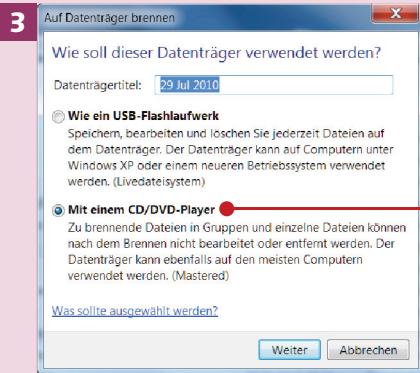 3
Auf Datenträger brennen
Wie soll dieser Datenträger verwendet werden?
Datenträgertitel: 29 Jul 2010
Wie ein USB-Flashlaufwerk
Speichern, bearbeiten und löschen Sie jederzeit Dateien auf
dem Datenträger. Der Datenträger kann auf Computern unter
Windows XP oder einem neueren Betriebssystem verwendet
werden. (Livedateisystem)
Mit einem CD/DVD-Player
Zu brennende Dateien in Gruppen und einzelne Dateien können
nach dem Brennen nicht bearbeitet oder entfernt werden. Der
Datenträger kann ebenfalls auf den meisten Computern
verwendet werden. (Mastered)
Was sollte ausgewählt werden?
Weiter Abbrechen